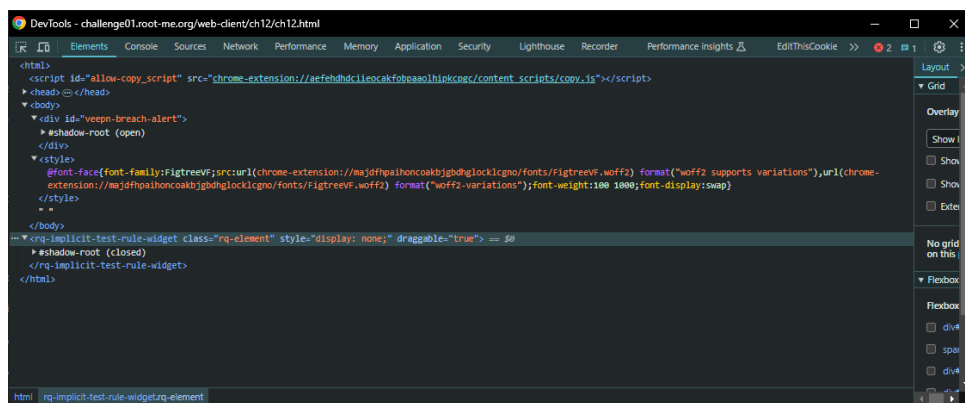 DevTools - challenge01.root-me.org/web-client/ch12/ch12.html
Elements Console Sources Network Performance Memory Application Security Lighthouse Recorder Performance insights EditThisCookie >> 2 1
<html>
<script id="allow-copy_script" src="chrome-extension://aefehdhdciieocakfobpaaolhipkcpgc/content_scripts/copy.js"></script>
<head> </head>
<body>
<div id="veepn-breach-alert">
#shadow-root (open)
</div>
<style>
@font-face{font-family:FigtreeVF;src:url(chrome-extension://majdfhpaihoncoakbjgbdhglocklcgno/fonts/FigtreeVF.woff2) format("woff2 supports variations"),url(chrome-
extension://majdfhpaihoncoakbjgbdhglocklcgno/fonts/FigtreeVF.woff2) format("woff2-variations");font-weight:100 1000;font-display:swap}
</style>
" "
</body>
<rq-implicit-test-rule-widget class="rq-element" style="display: none;" draggable="true"> == $0
#shadow-root (closed)
</rq-implicit-test-rule-widget>
</html>
html rq-implicit-test-rule-widget.rq-element
Layout >
Grid
Overlay
Show
Show
Show
Exte
No grid
on this
Flexbox
Flexbox
div#
spar
div#